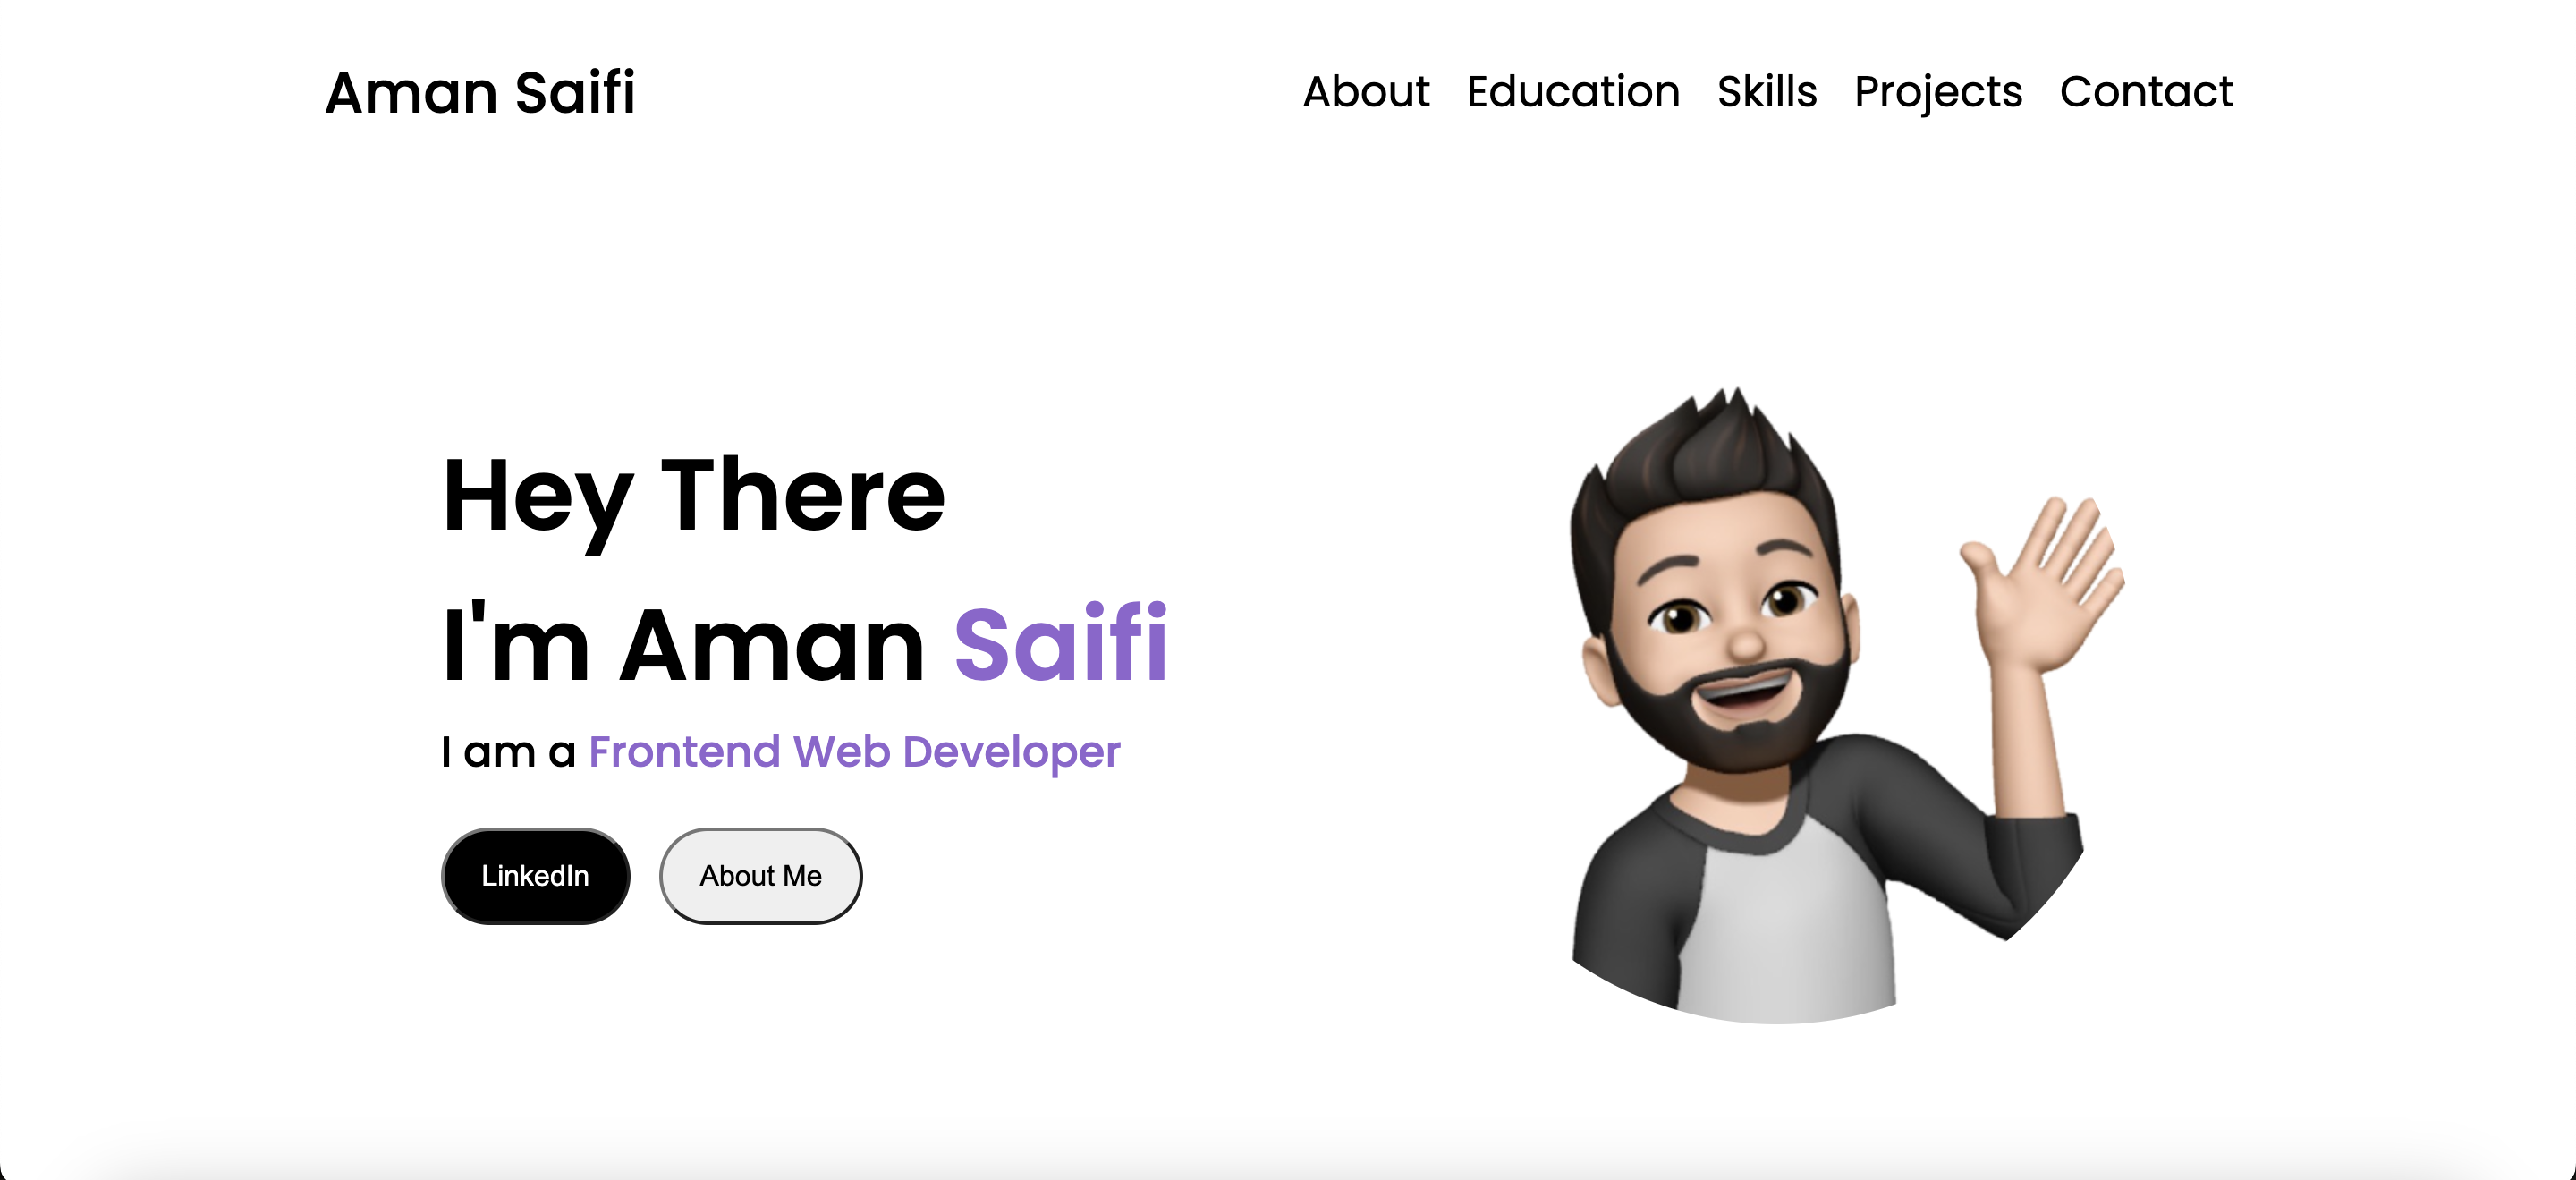 Aman Saifi
About Education Skills Projects Contact
Hey There
I'm Aman Saifi
I am a Frontend Web Developer
LinkedIn
About Me